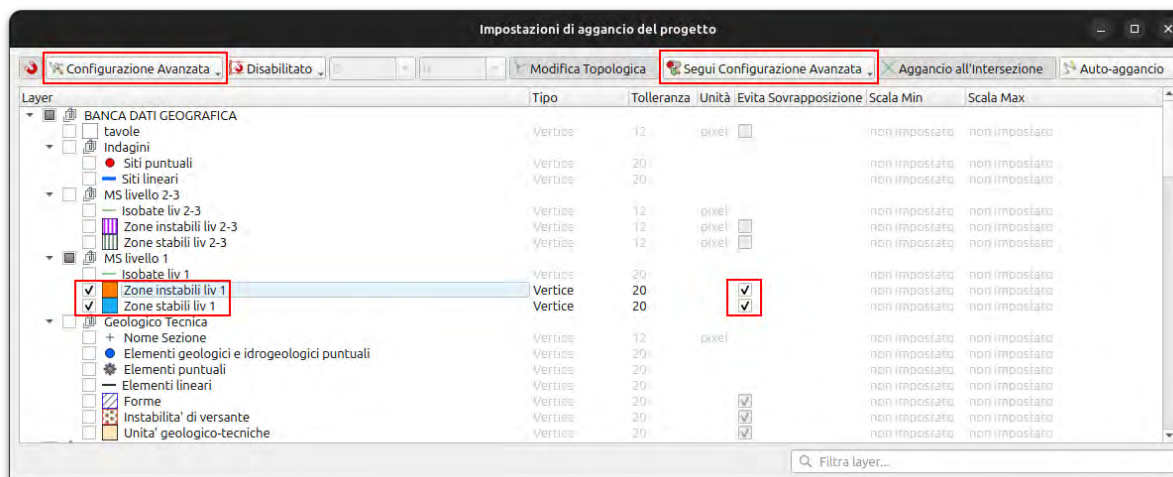 Impostazioni di aggancio del progetto
Configurazione Avanzata Disabilitato Modifica Topologica Segui Configurazione Avanzata Aggancio all'Intersezione Auto-aggancio
Layer Tipo Tolleranza Unità Evita Sovrapposizione Scala Min Scala Max
BANCA DATI GEOGRAFICA
tavole Vertice 12 pixel non impostato non impostato
Indagini
Siti puntuali Vertice 20 non impostato non impostato
Siti lineari Vertice 20 non impostato non impostato
MS livello 2-3
Isobate liv 2-3 Vertice 12 pixel non impostato non impostato
Zone instabili liv 2-3 Vertice 12 pixel non impostato non impostato
Zone stabili liv 2-3 Vertice 12 pixel non impostato non impostato
MS livello 1
Isobate liv 1 Vertice 20 non impostato non impostato
Zone instabili liv 1 Vertice 20
Zone stabili liv 1 Vertice 20
Geologico Tecnica
Nome Sezione Vertice 12 pixel non impostato non impostato
Elementi geologici e idrogeologici puntuali Vertice 20 non impostato non impostato
Elementi puntuali Vertice 20 non impostato non impostato
Elementi lineari Vertice 20 non impostato non impostato
Forme Vertice 20 non impostato non impostato
Instabilita' di versante Vertice 20 non impostato non impostato
Unita' geologico-tecniche Vertice 20 non impostato non impostato
Filtra layer...